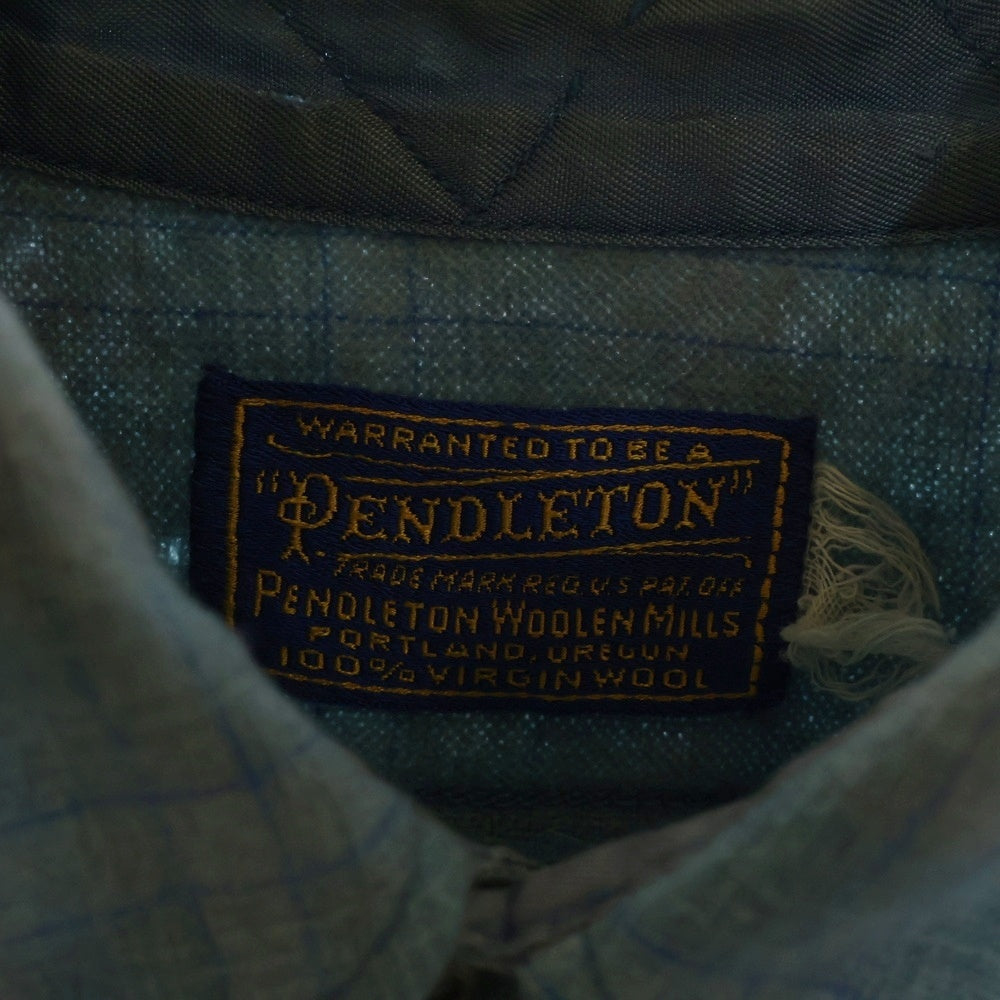 WARRANTED TO BE A
"PENDLETON"
TRADE MARK REG. U.S. PAT. OFF.
PENDLETON WOOLEN MILLS
PORTLAND, OREGON
100% VIRGIN WOOL